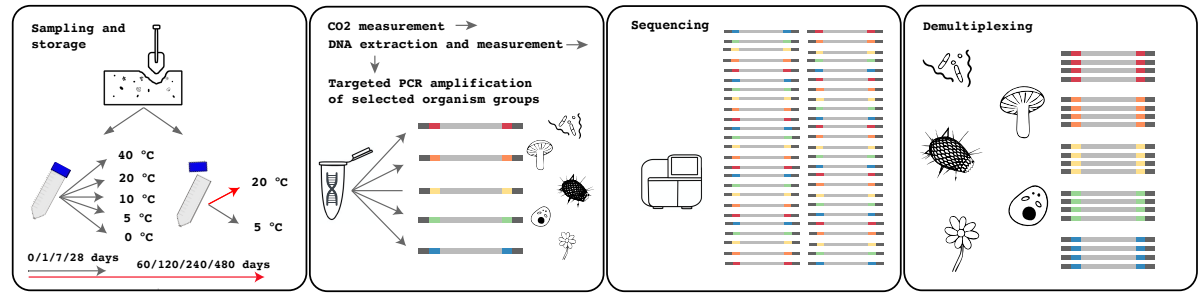 Sampling and
storage
40 °C
20 °C
10 °C
5 °C
0 °C
20 °C
5 °C
0/1/7/28 days
60/120/240/480 days
CO2 measurement
DNA extraction and measurement
Targeted PCR amplification
of selected organism groups
Sequencing
Demultiplexing